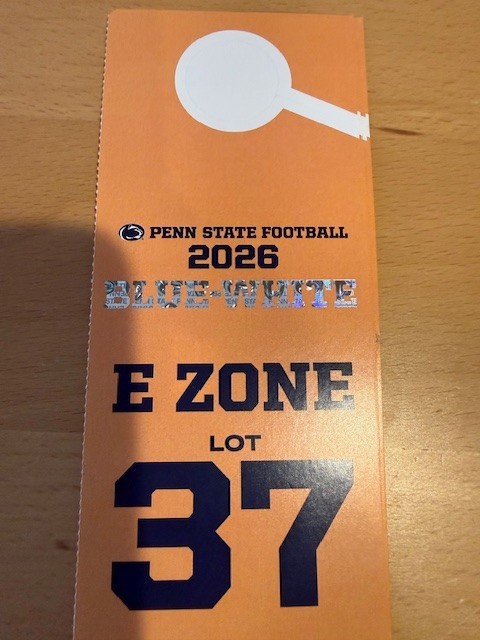 PENN STATE FOOTBALL
2026
BLUE-WHITE
E ZONE
LOT
37